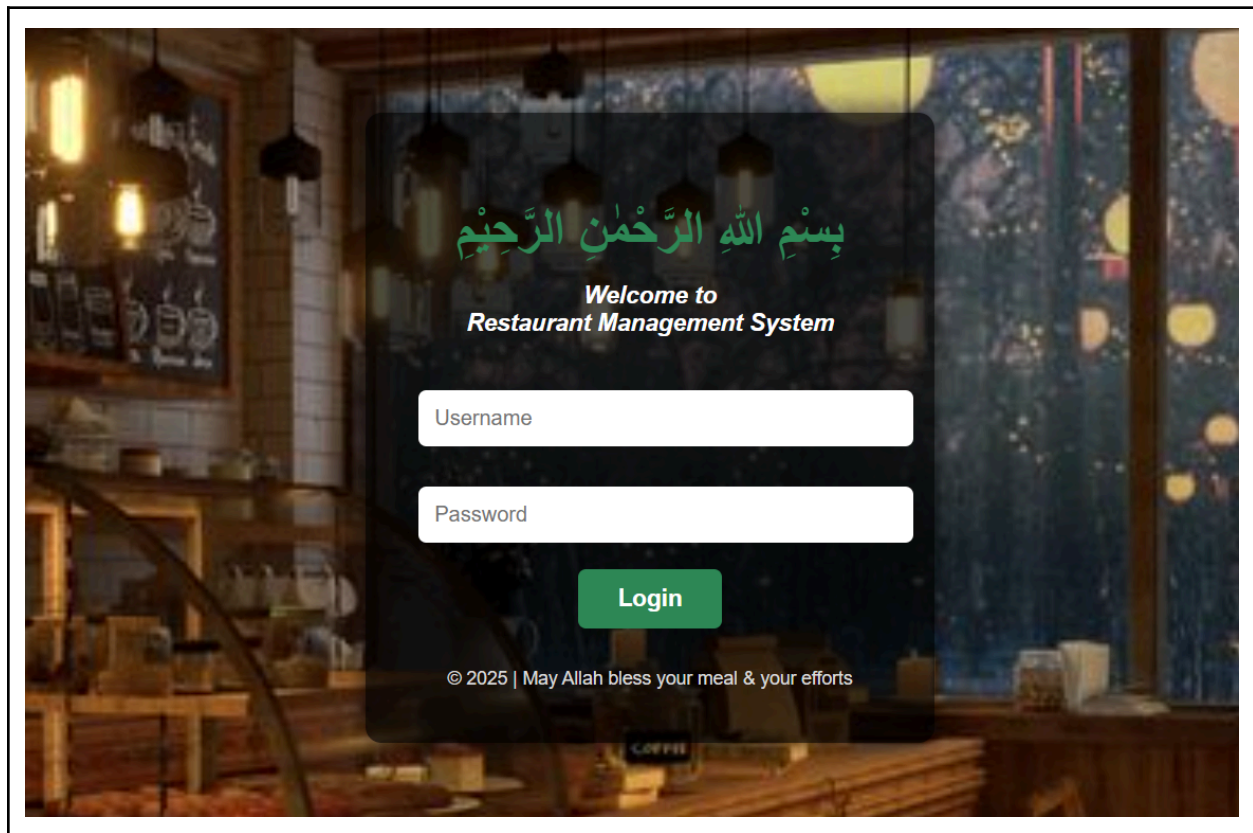 بِسْمِ اللهِ الرَّحْمٰنِ الرَّحِيْمِ
Welcome to
Restaurant Management System
Username
Password
Login
© 2025 | May Allah bless your meal & your efforts
COFFEE